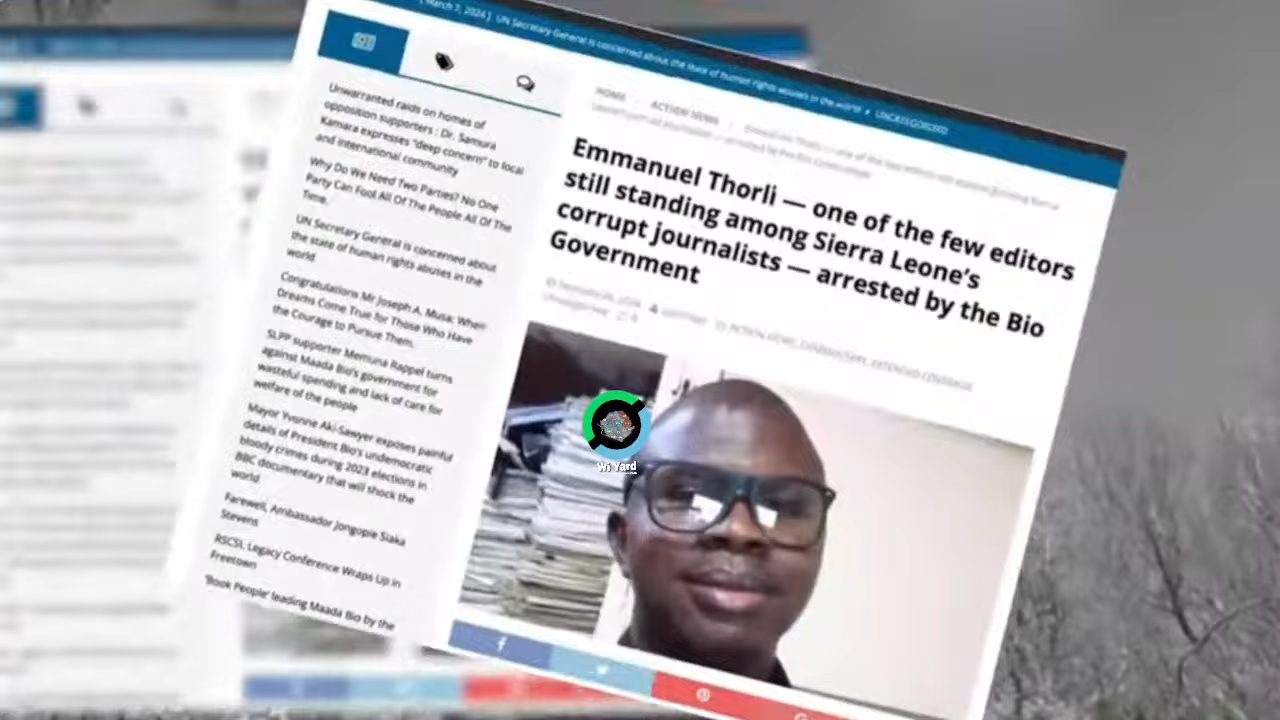 [ March 7, 2024 ] UN Secretary General is concerned about the state of human rights abuses in the world UNCATEGORIZED
Unwarranted raids on homes of
opposition supporters : Dr. Samura
Kamara expresses "deep concern" to local
and international community
Why Do We Need Two Parties? No One
Party Can Fool All Of The People All Of The
Time.
UN Secretary General is concerned about
the state of human rights abuses in the
world
Congratulations Mr Joseph A. Musa: When
Dreams Come True for Those Who Have
the Courage to Pursue Them.
SLPP supporter Memuna Rappel turns
against Maada Bio's government for
wasteful spending and lack of care for
welfare of the people
Mayor Yvonne Aki-Sawyer exposes painful
details of President Bio's undemocratic
bloody crimes during 2023 elections in
BBC documentary that will shock the
world
Farewell, Ambassador Jongopie Siaka
Stevens
RSCSL Legacy Conference Wraps Up in
Freetown
'Book People' leading Maada Bio by the
HOME
ACTION NEWS
Emmanuel Thorli — one of the few editors
still standing among Sierra Leone's
corrupt journalists — arrested by the Bio
Government
ACTION NEWS, COMMENTARY, EXTENDED COVERAGE
Wi Yard